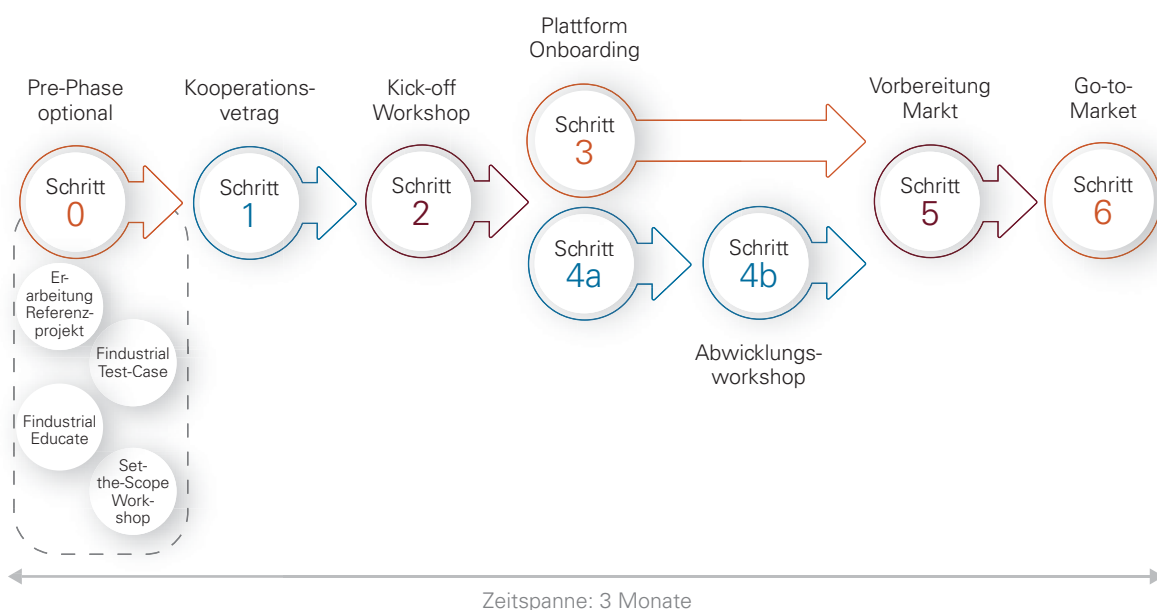 Pre-Phase
optional
Schritt
0
Er-
arbeitung
Referenz-
projekt
Findustrial
Test-Case
Findustrial
Educate
Set-
the-Scope
Work-
shop
Kooperations-
vetrag
Schritt
1
Kick-off
Workshop
Schritt
2
Plattform
Onboarding
Schritt
3
Schritt
4a
Schritt
4b
Abwicklungs-
workshop
Vorbereitung
Markt
Schritt
5
Go-to-
Market
Schritt
6
Zeitspanne: 3 Monate